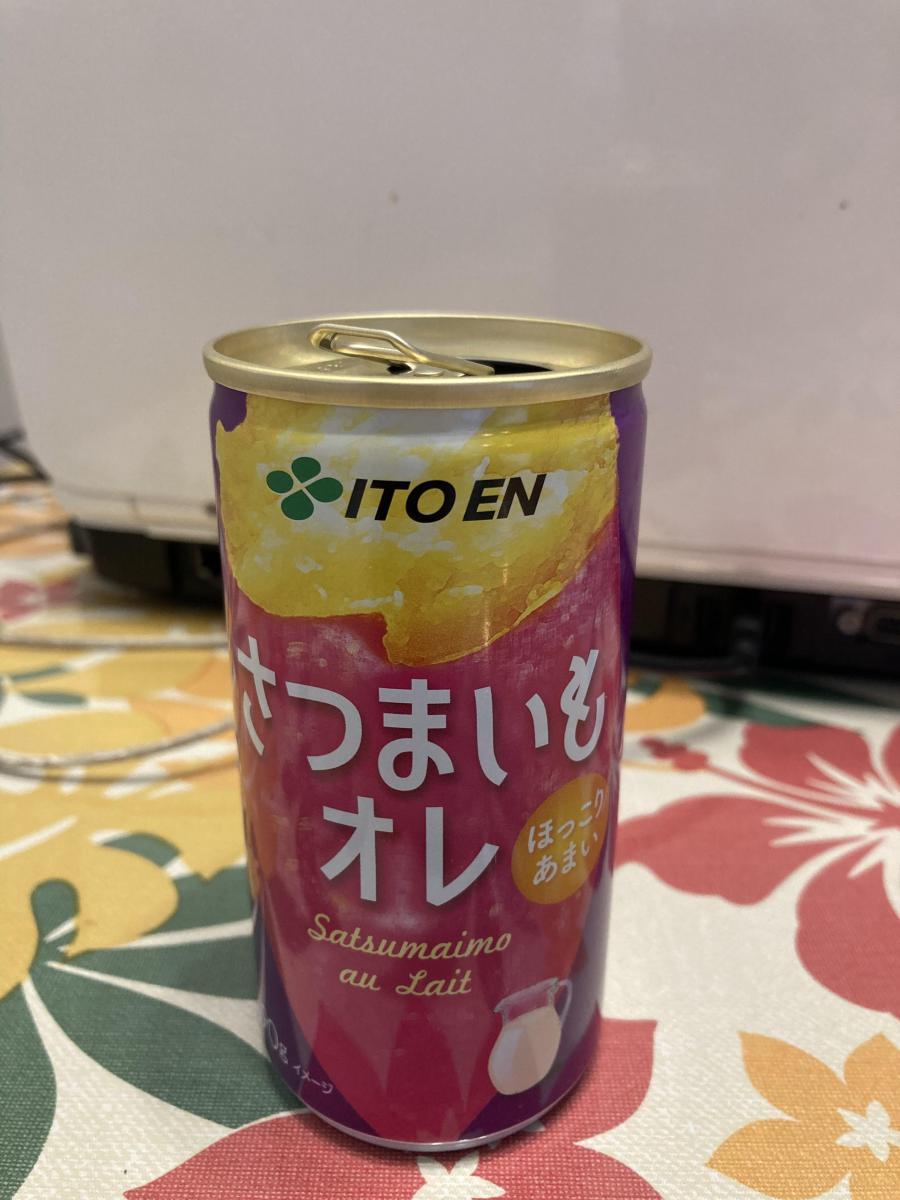 ITO EN
さつまいも
オレ
ほっこり
あまい
Satsumaimo
au Lait
イメージ